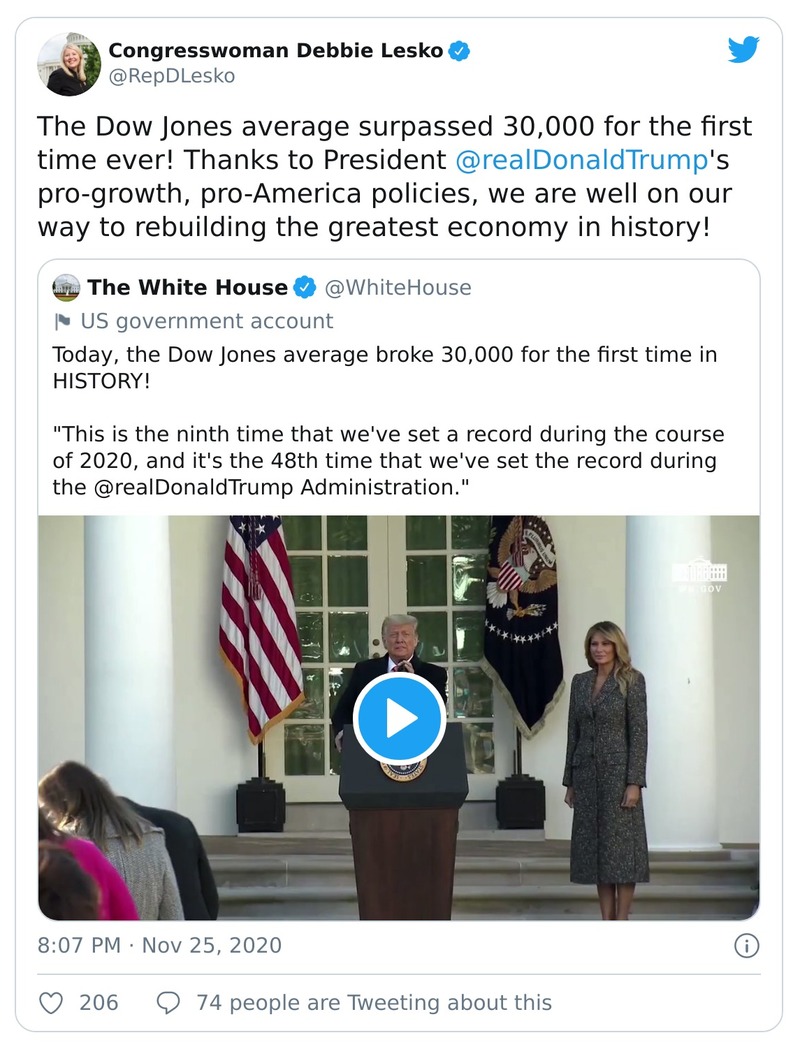 Congresswoman Debbie Lesko
@RepDLesko
The Dow Jones average surpassed 30,000 for the first
time ever! Thanks to President @realDonaldTrump's
pro-growth, pro-America policies, we are well on our
way to rebuilding the greatest economy in history!
The White House @WhiteHouse
US government account
Today, the Dow Jones average broke 30,000 for the first time in
HISTORY!
"This is the ninth time that we've set a record during the course
of 2020, and it's the 48th time that we've set the record during
the @realDonaldTrump Administration."
WH.GOV
8:07 PM · Nov 25, 2020
206
74 people are Tweeting about this